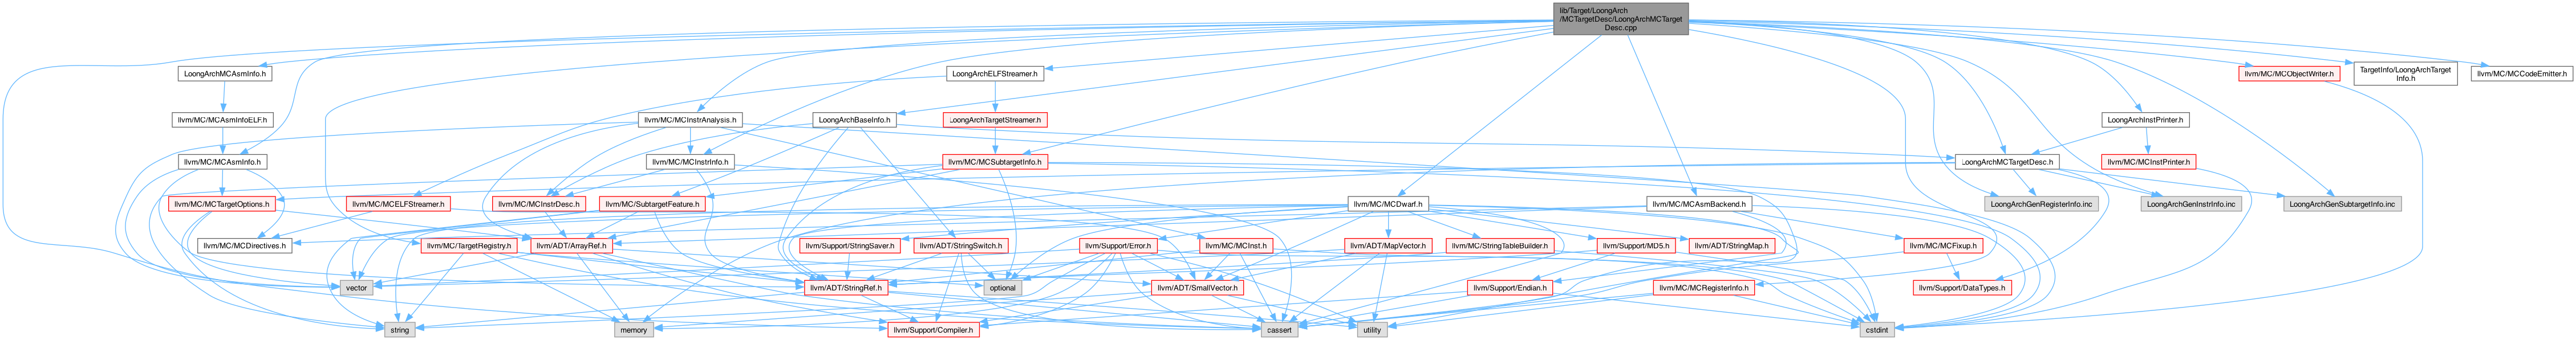 lib/Target/LoongArch
/MCTargetDesc/LoongArchMCTarget
Desc.cpp
LoongArchMCAsmInfo.h
LoongArchELFStreamer.h
llvm/MC/MCObjectWriter.h
TargetInfo/LoongArchTarget
Info.h
llvm/MC/MCCodeEmitter.h
llvm/MC/MCAsmInfoELF.h
llvm/MC/MCInstrAnalysis.h
LoongArchBaseInfo.h
LoongArchTargetStreamer.h
LoongArchInstPrinter.h
llvm/MC/MCAsmInfo.h
llvm/MC/MCInstrInfo.h
llvm/MC/MCSubtargetInfo.h
LoongArchMCTargetDesc.h
llvm/MC/MCInstPrinter.h
llvm/MC/MCTargetOptions.h
llvm/MC/MCELFStreamer.h
llvm/MC/MCInstrDesc.h
llvm/MC/SubtargetFeature.h
llvm/MC/MCDwarf.h
llvm/MC/MCAsmBackend.h
LoongArchGenRegisterInfo.inc
LoongArchGenInstrInfo.inc
LoongArchGenSubtargetInfo.inc
llvm/MC/MCDirectives.h
llvm/MC/TargetRegistry.h
llvm/ADT/ArrayRef.h
llvm/Support/StringSaver.h
llvm/ADT/StringSwitch.h
llvm/Support/Error.h
llvm/MC/MCInst.h
llvm/ADT/MapVector.h
llvm/MC/StringTableBuilder.h
llvm/Support/MD5.h
llvm/ADT/StringMap.h
llvm/MC/MCFixup.h
vector
llvm/ADT/StringRef.h
optional
llvm/ADT/SmallVector.h
llvm/Support/Endian.h
llvm/MC/MCRegisterInfo.h
llvm/Support/DataTypes.h
string
memory
llvm/Support/Compiler.h
cassert
utility
cstdint